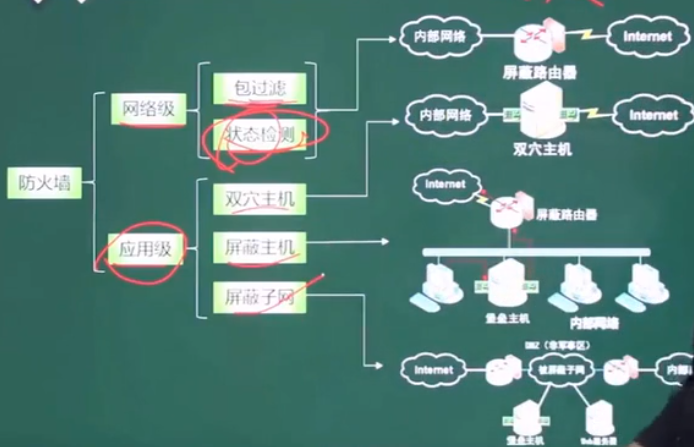 内部网络
Internet
屏蔽路由器
防火墙
网络级
包过滤
状态检测
内部网络
Internet
双穴主机
应用级
双穴主机
屏蔽主机
屏蔽子网
Internet
屏蔽路由器
堡垒主机
内部网络
DMZ（非军事区）
Internet
被屏蔽子网
内部
堡垒主机
Web服务器